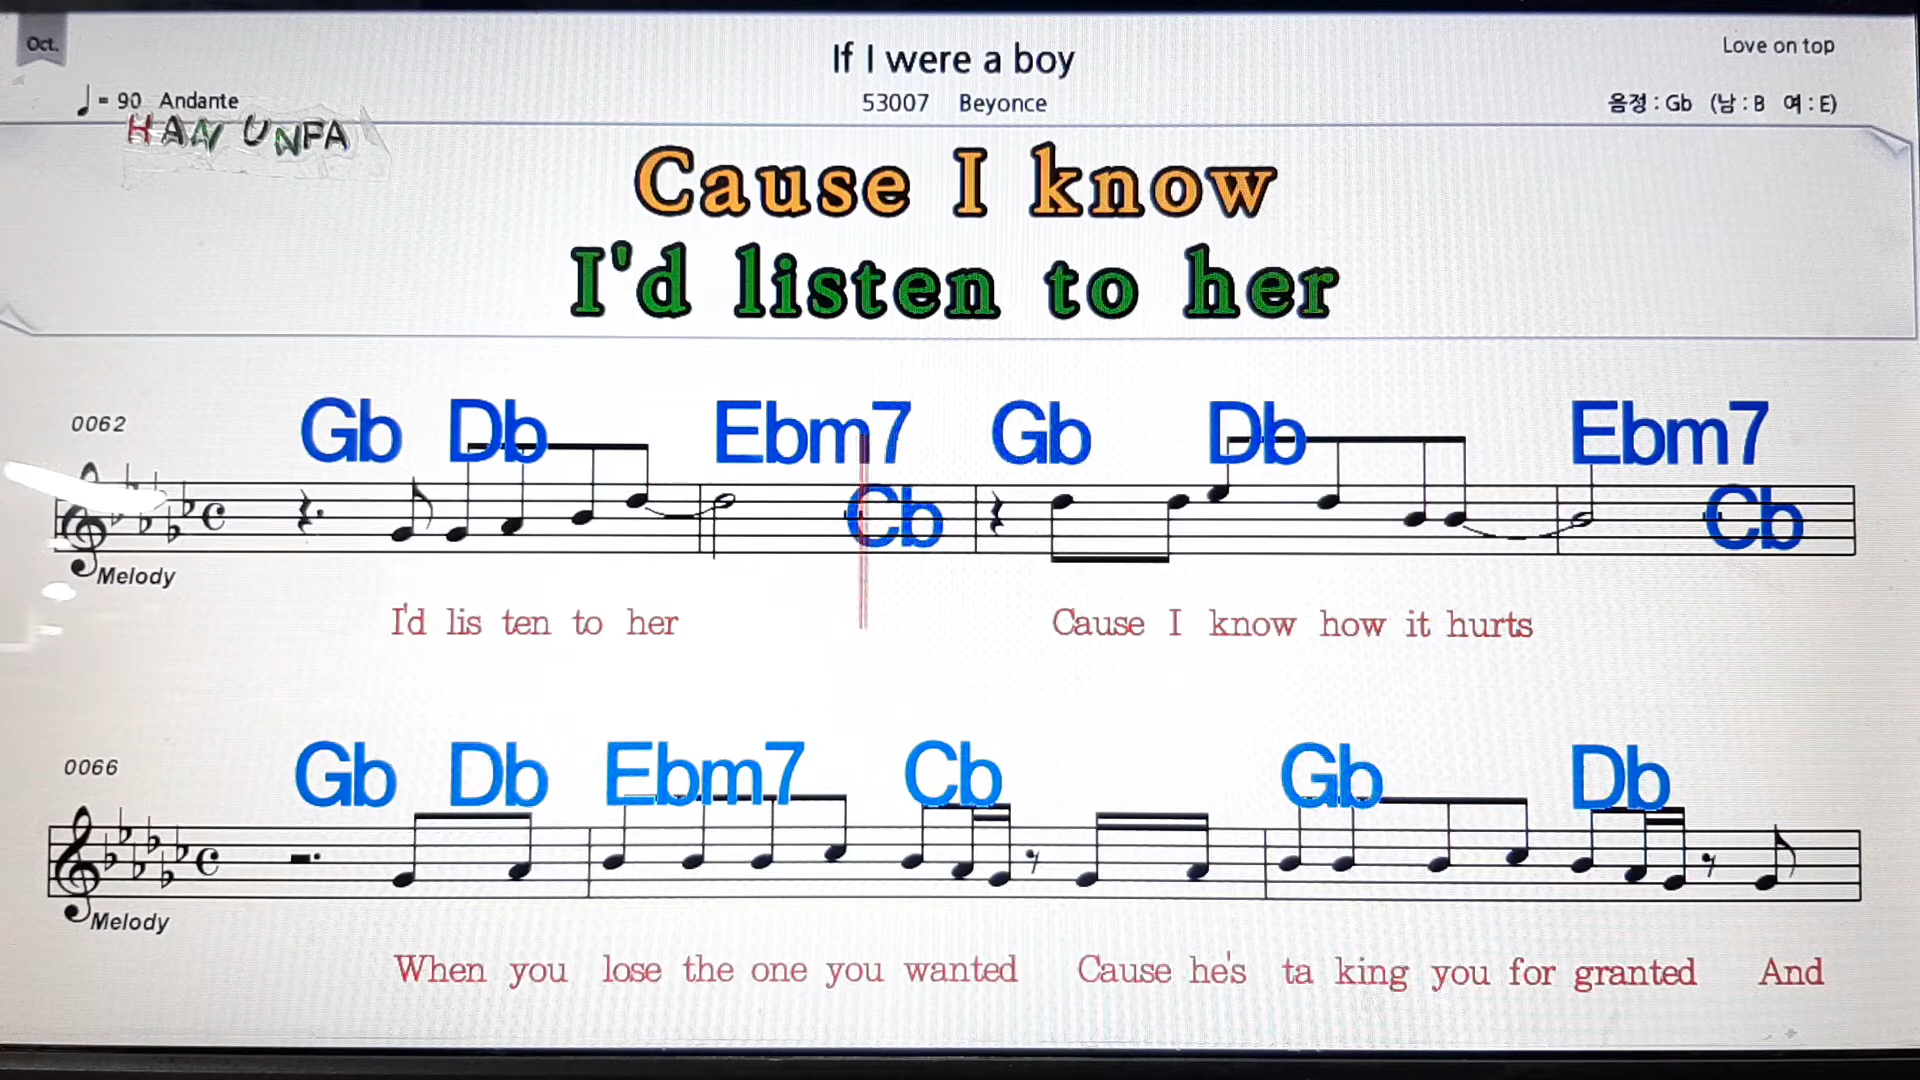 Oct.
If I were a boy
Love on top
= 90 Andante
53007 Beyonce
음정 : Gb (남 : B 여 : E)
HAN UNFA
Cause I know
I'd listen to her
0062
Gb Db Ebm7 Gb Db Ebm7
Cb Cb
Melody
I'd lis ten to her Cause I know how it hurts
0066
Gb Db Ebm7 Cb Gb Db
Melody
When you lose the one you wanted Cause he's ta king you for granted And